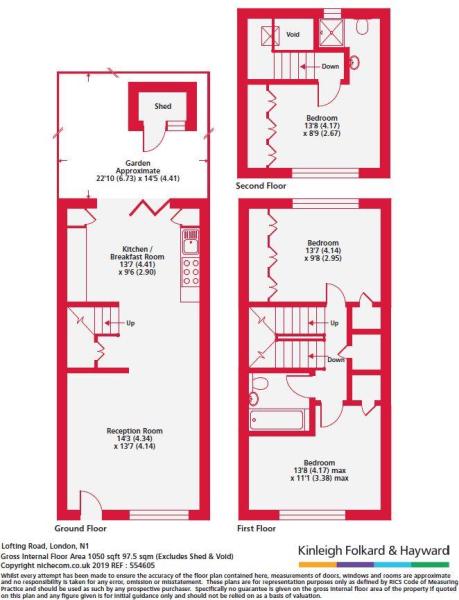 Void
Down
Bedroom
13'8 (4.17)
x 8'9 (2.67)
Second Floor
Shed
Garden
Approximate
22'10 (6.73) x 14'5 (4.41)
Kitchen /
Breakfast Room
13'7 (4.41)
x 9'6 (2.90)
Up
Reception Room
14'3 (4.34)
x 13'7 (4.14)
Ground Floor
Bedroom
13'7 (4.14)
x 9'8 (2.95)
Up
Down
Bedroom
13'8 (4.17) max
x 11'1 (3.38) max
First Floor
Lofting Road, London, N1
Gross Internal Floor Area 1050 sqft 97.5 sqm (Excludes Shed & Void)
Copyright nichecom.co.uk 2019 REF : 554605
Kinleigh Folkard & Hayward
Whilst every attempt has been made to ensure the accuracy of the floor plan contained here, measurements of doors, windows and rooms are approximate
and no responsibility is taken for any error, omission or misstatement. These plans are for representation purposes only as defined by RICS Code of Measuring
Practice and should be used as such by any prospective purchaser. Specifically no guarantee is given on the gross internal floor area of the property if quoted
on this plan and any figure given is for initial guidance only and should not be relied on as a basis of valuation.